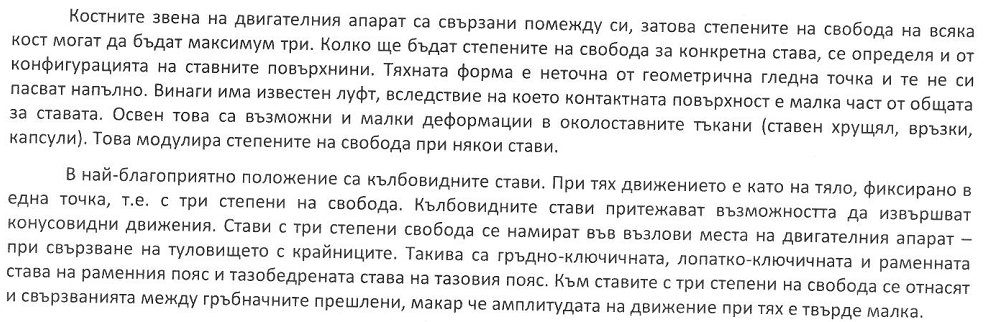 Костните звена на двигателния апарат са свързани помежду си, затова степените на свобода на всяка
кост могат да бъдат максимум три. Колко ще бъдат степените на свобода за конкретна става, се определя и от
конфигурацията на ставните повърхнини. Тяхната форма е неточна от геометрична гледна точка и те не си
пасват напълно. Винаги има известен луфт, вследствие на което контактната повърхност е малка част от общата
за ставата. Освен това са възможни и малки деформации в околоставните тъкани (ставен хрущял, връзки,
капсули). Това модулира степените на свобода при някои стави.
В най-благоприятно положение са кълбовидните стави. При тях движението е като на тяло, фиксирано в
една точка, т.е. с три степени на свобода. Кълбовидните стави притежават възможността да извършват
конусовидни движения. Стави с три степени свобода се намират във възлови места на двигателния апарат –
при свързване на туловището с крайниците. Такива са гръдно-ключичната, лопатко-ключичната и раменната
става на раменния пояс и тазобедрената става на тазовия пояс. Към ставите с три степени на свобода се отнасят
и свързванията между гръбначните прешлени, макар че амплитудата на движение при тях е твърде малка.